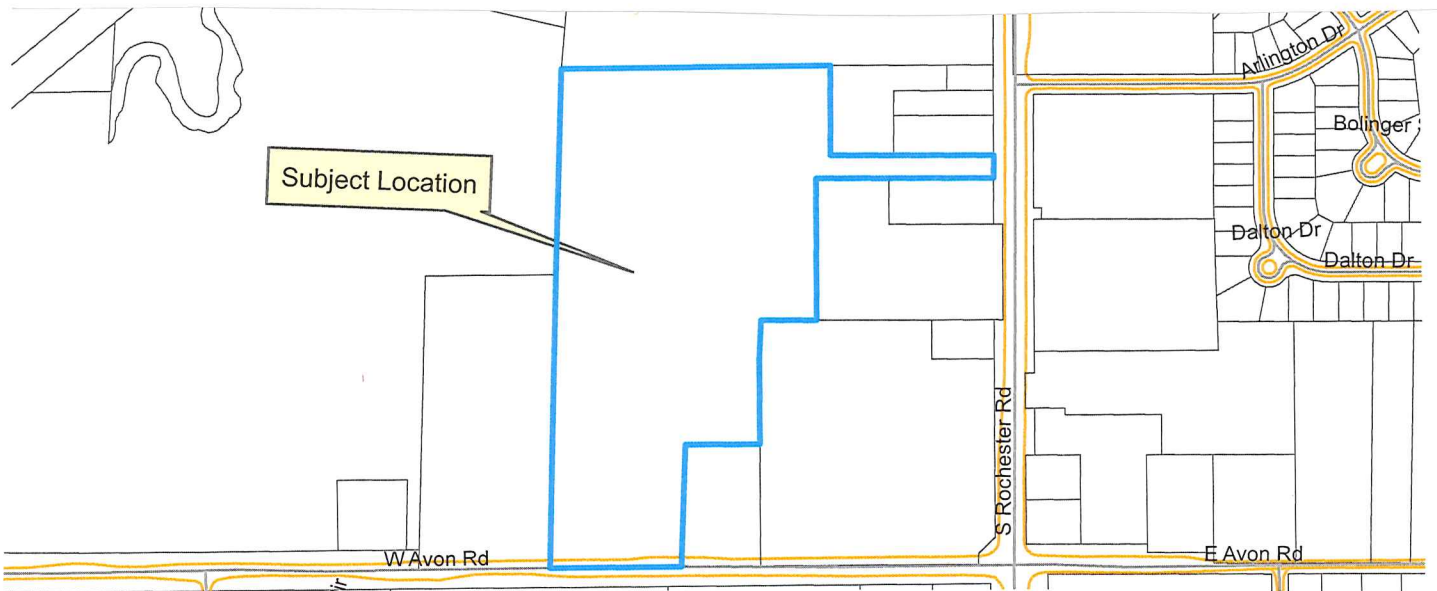 Arlington Dr
Bolinger
Subject Location
Dalton Dr
Dalton Dr
S Rochester Rd
W Avon Rd
E Avon Rd